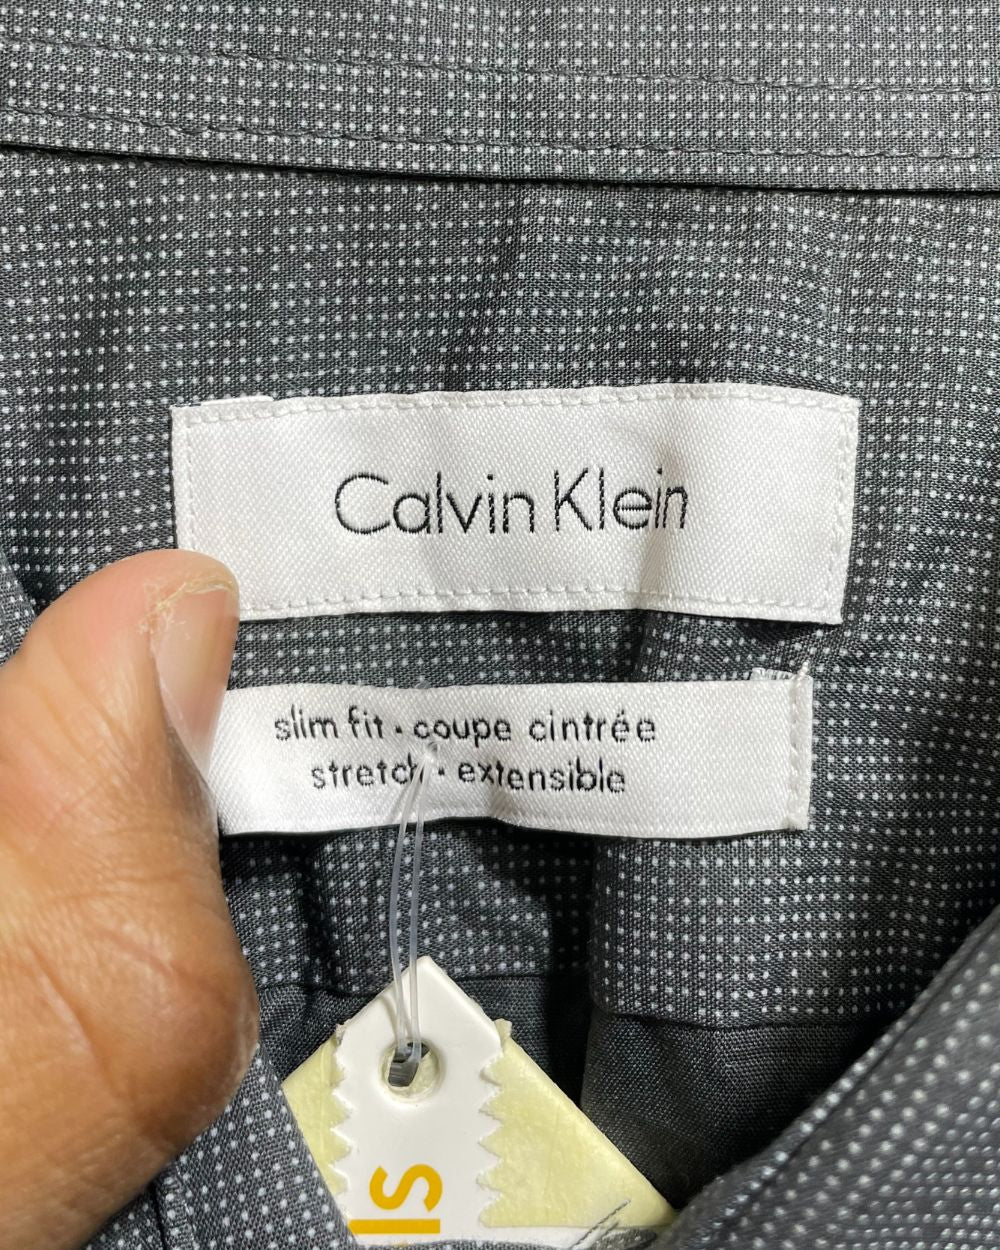 Calvin Klein
slim fit · coupe cintrée
stretch · extensible